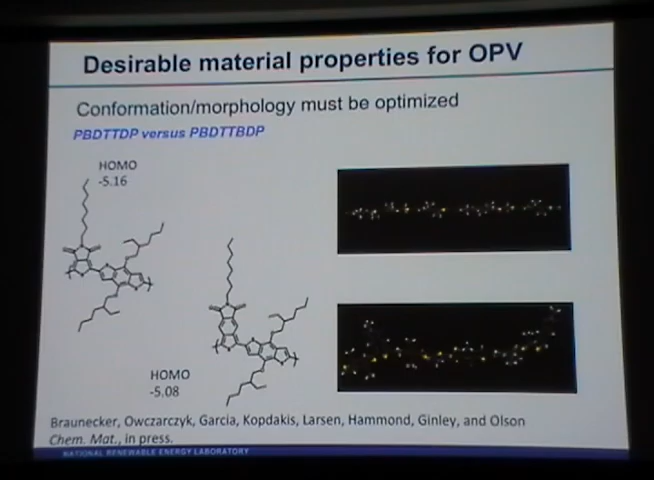 Desirable material properties for OPV
Conformation/morphology must be optimized
PBDTTDP versus PBDTTBDP
HOMO
-5.16
HOMO
-5.08
Braunecker, Owczarczyk, Garcia, Kopdakis, Larsen, Hammond, Ginley, and Olson
Chem. Mat., in press.
NATIONAL RENEWABLE ENERGY LABORATORY